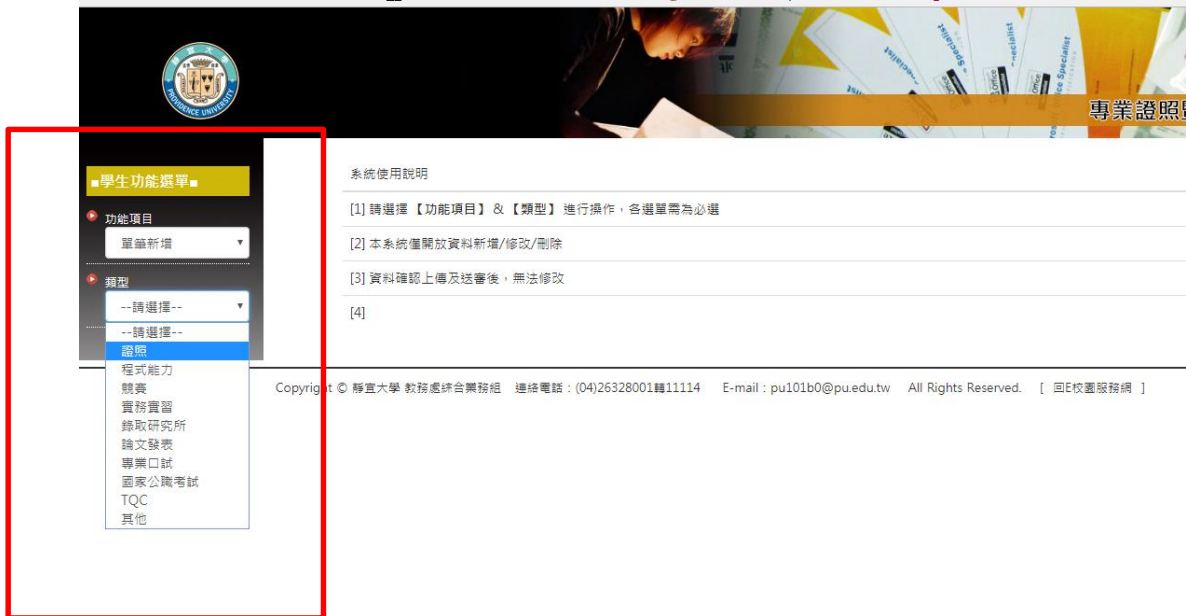 靜宜大學
PROVIDENCE UNIVERSITY
專業證照
■學生功能選單■
功能項目
單筆新增
類型
--請選擇--
--請選擇--
證照
程式能力
競賽
實務實習
錄取研究所
論文發表
專業口試
國家公職考試
TQC
其他
系統使用說明
[1] 請選擇【功能項目】&【類型】進行操作，各選單需為必選
[2] 本系統僅開放資料新增/修改/刪除
[3] 資料確認上傳及送審後，無法修改
[4]
Copyright © 靜宜大學 教務處綜合業務組 連絡電話：(04)26328001轉11114 E-mail：pu101b0@pu.edu.tw All Rights Reserved. [ 回E校園服務網 ]